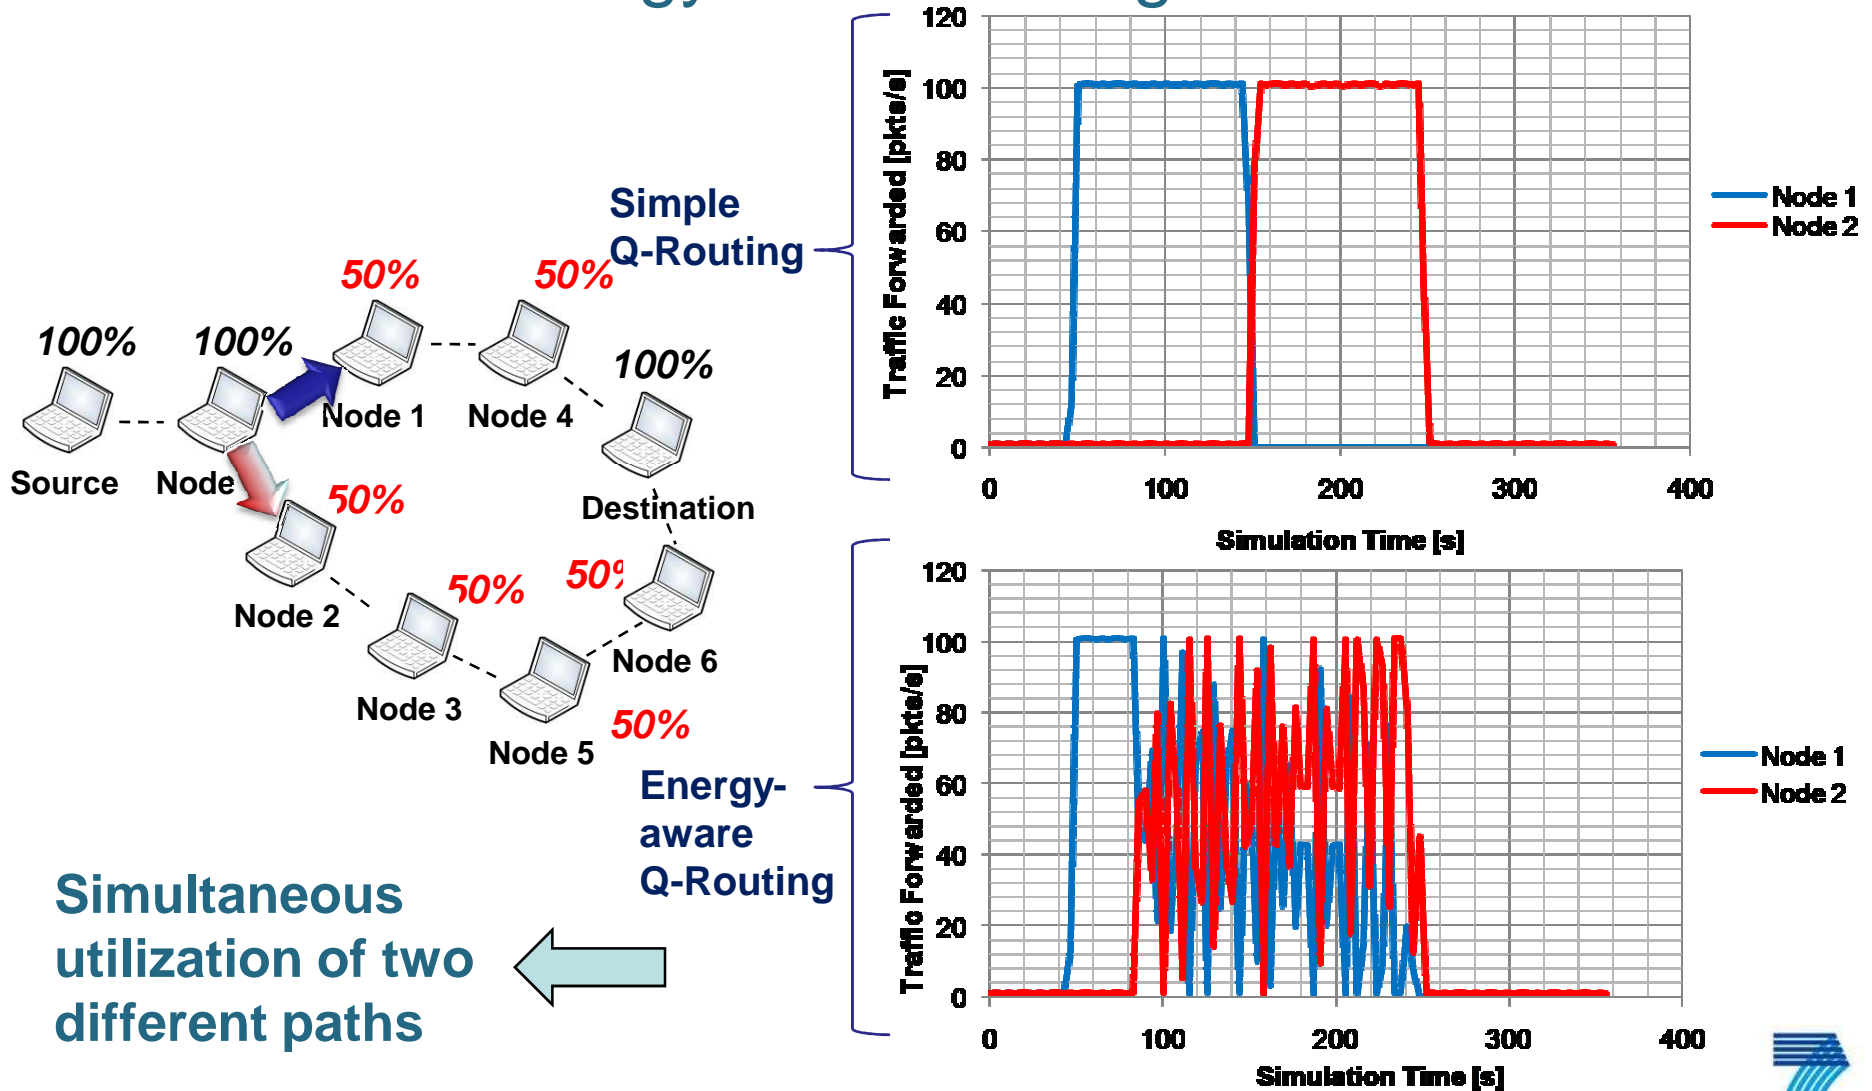 Simple
Q-Routing
50%
50%
100%
100%
100%
Node 1
Node 4
Source
Node
50%
Destination
Node 2
50%
50%
Node 6
Node 3
50%
Node 5
Energy-
aware
Q-Routing
Simultaneous
utilization of two
different paths
120
100
80
60
40
20
0
Traffic Forwarded [pkts/s]
0 100 200 300 400
Simulation Time [s]
Node 1
Node 2
120
100
80
60
40
20
0
Traffic Forwarded [pkts/s]
0 100 200 300 400
Simulation Time [s]
Node 1
Node 2